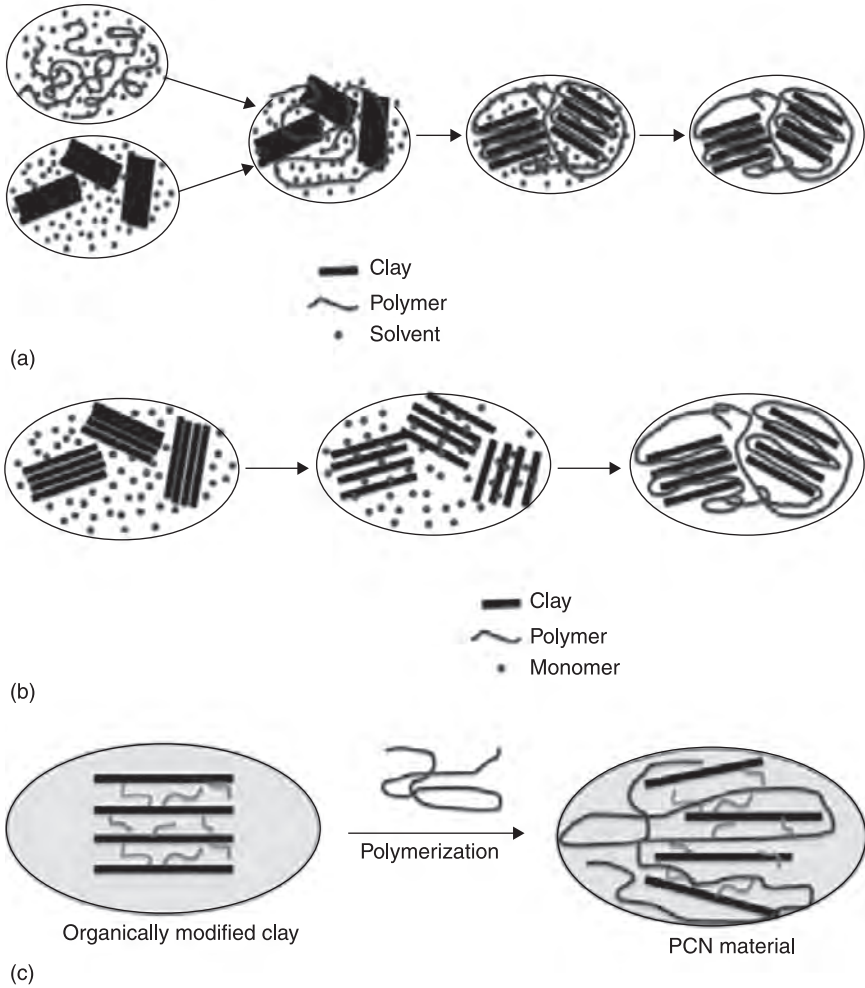 Clay
Polymer
Solvent
(a)
Clay
Polymer
Monomer
(b)
Polymerization
Organically modified clay
PCN material
(c)